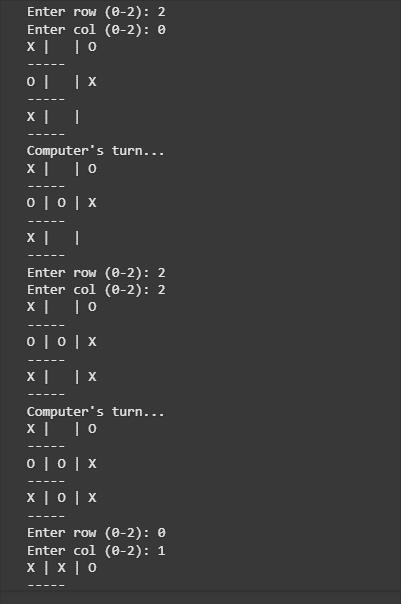 Enter row (0-2): 2
Enter col (0-2): 0
X |   | O
-----
O |   | X
-----
X |   |
-----
Computer's turn...
X |   | O
-----
O | O | X
-----
X |   |
-----
Enter row (0-2): 2
Enter col (0-2): 2
X |   | O
-----
O | O | X
-----
X |   | X
-----
Computer's turn...
X |   | O
-----
O | O | X
-----
X | O | X
-----
Enter row (0-2): 0
Enter col (0-2): 1
X | X | O
-----